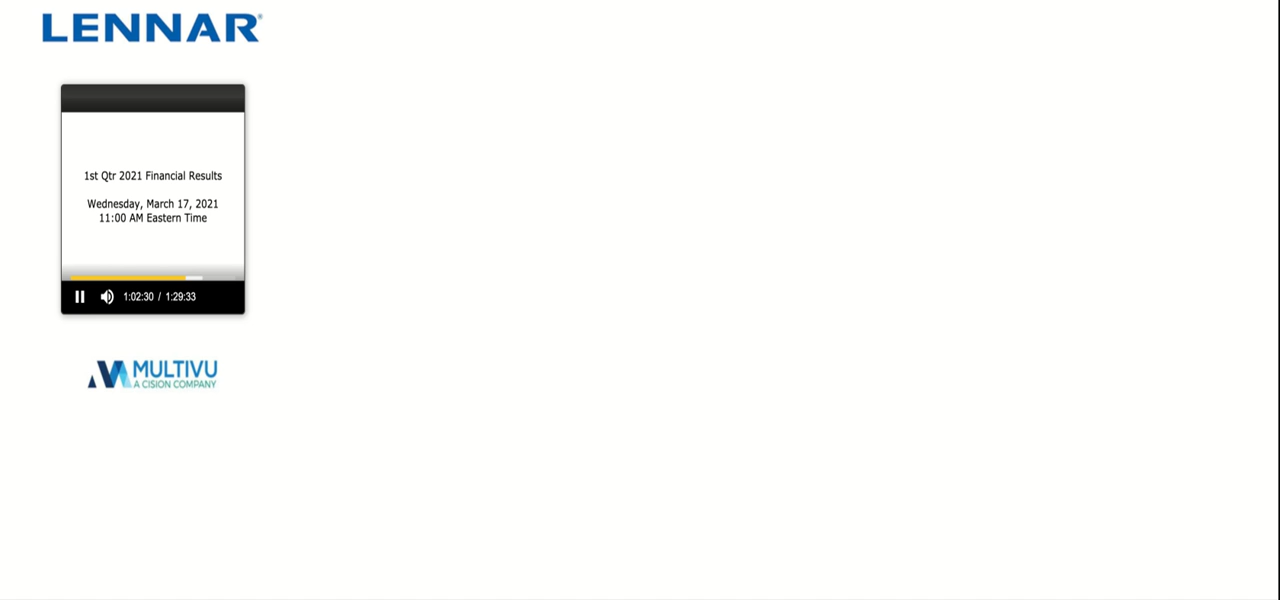 LENNAR®
1st Qtr 2021 Financial Results
Wednesday, March 17, 2021
11:00 AM Eastern Time
1:02:30 / 1:29:33
MULTIVU
A CISION COMPANY